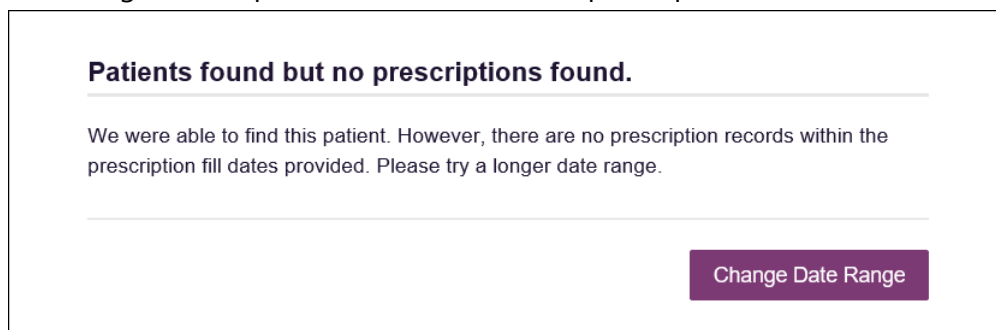 Patients found but no prescriptions found.
We were able to find this patient. However, there are no prescription records within the
prescription fill dates provided. Please try a longer date range.
Change Date Range